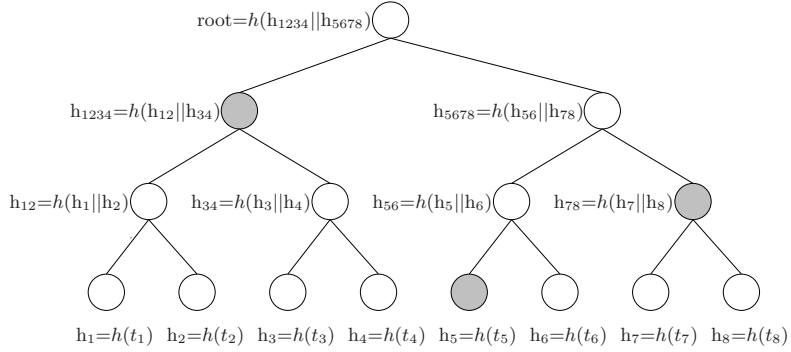 root=h(h₁₂₃₄||h₅₆₇₈)
h₁₂₃₄=h(h₁₂||h₃₄) h₅₆₇₈=h(h₅₆||h₇₈)
h₁₂=h(h₁||h₂) h₃₄=h(h₃||h₄) h₅₆=h(h₅||h₆) h₇₈=h(h₇||h₈)
h₁=h(t₁) h₂=h(t₂) h₃=h(t₃) h₄=h(t₄) h₅=h(t₅) h₆=h(t₆) h₇=h(t₇) h₈=h(t₈)